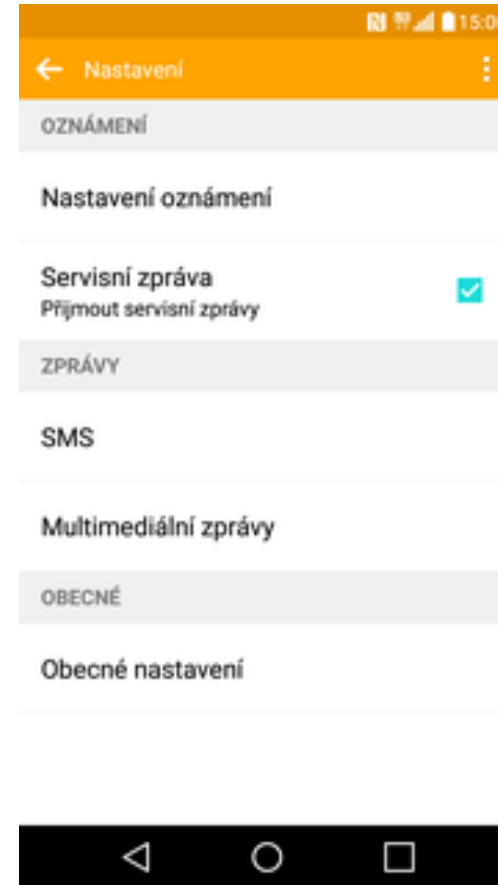 Nastavení
OZNÁMENÍ
Nastavení oznámení
Servisní zpráva
Přijmout servisní zprávy
ZPRÁVY
SMS
Multimediální zprávy
OBECNÉ
Obecné nastavení